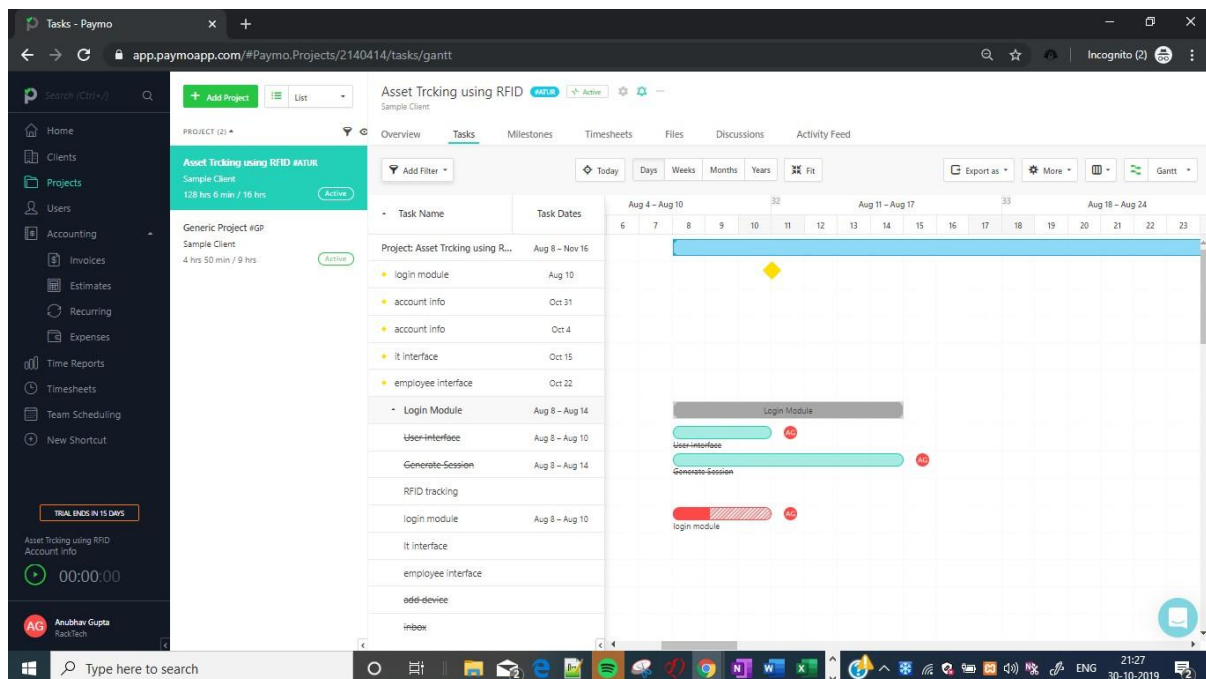 Tasks - Paymo
app.paymoapp.com/#Paymo.Projects/2140414/tasks/gantt
Incognito (2)
Search (Ctrl+/)
Home
Clients
Projects
Users
Accounting
Invoices
Estimates
Recurring
Expenses
Time Reports
Timesheets
Team Scheduling
New Shortcut
TRIAL ENDS IN 15 DAYS
Asset Trcking using RFID
Account info
00:00:00
AG
Anubhav Gupta
RackTech
+ Add Project
List
PROJECT (2)
Asset Trcking using RFID #ATUR
Sample Client
128 hrs 6 min / 16 hrs
Active
Generic Project #GP
Sample Client
4 hrs 50 min / 9 hrs
Active
Asset Trcking using RFID #ATUR Active
Sample Client
Overview Tasks Milestones Timesheets Files Discussions Activity Feed
Add Filter Today Days Weeks Months Years Fit Export as More Gantt
Task Name Task Dates
Aug 4 – Aug 10 32 Aug 11 – Aug 17 33 Aug 18 – Aug 24
6 7 8 9 10 11 12 13 14 15 16 17 18 19 20 21 22 23
Project: Asset Trcking using R... Aug 8 – Nov 16
login module Aug 10
account info Oct 31
account info Oct 4
it interface Oct 15
employee interface Oct 22
Login Module Aug 8 – Aug 14 Login Module
User Interface Aug 8 – Aug 10 AG
User Interface
Generate Session Aug 8 – Aug 14 AG
Generate Session
RFID tracking
login module Aug 8 – Aug 10 AG
login module
It interface
employee interface
add device
inbox
Type here to search
ENG
21:27
30-10-2019